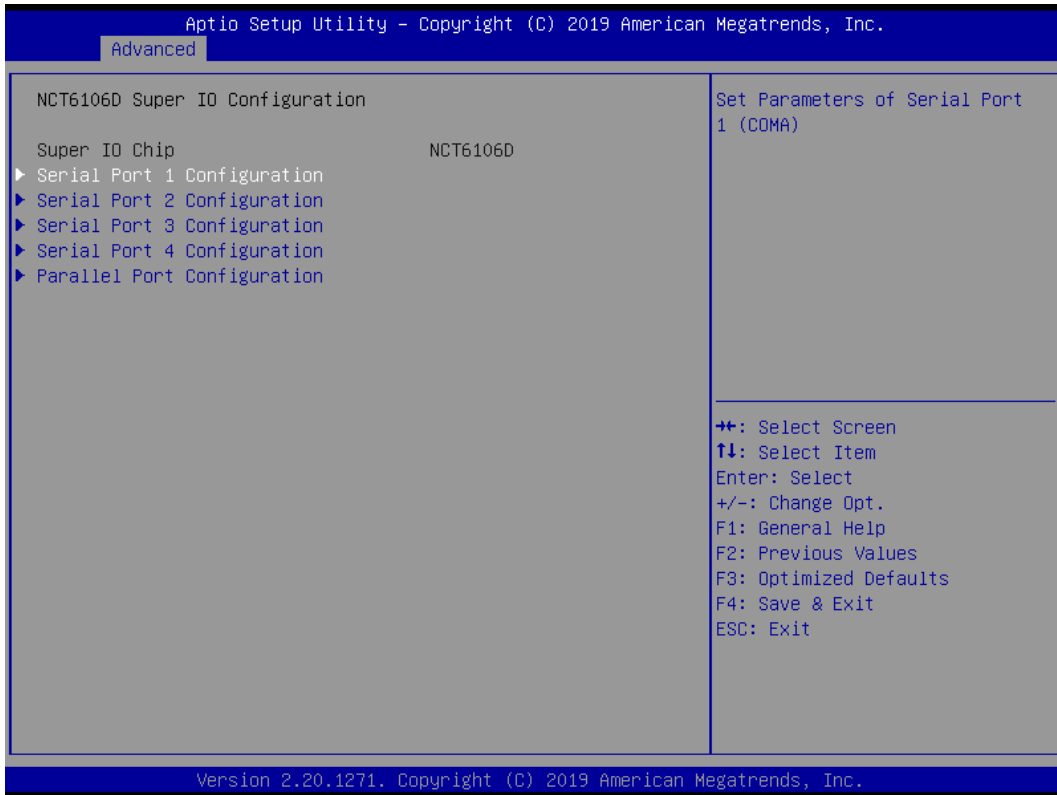 Aptio Setup Utility – Copyright (C) 2019 American Megatrends, Inc.
Advanced
NCT6106D Super IO Configuration
Super IO Chip NCT6106D
▶ Serial Port 1 Configuration
▶ Serial Port 2 Configuration
▶ Serial Port 3 Configuration
▶ Serial Port 4 Configuration
▶ Parallel Port Configuration
Set Parameters of Serial Port
1 (COMA)
→←: Select Screen
↑↓: Select Item
Enter: Select
+/-: Change Opt.
F1: General Help
F2: Previous Values
F3: Optimized Defaults
F4: Save & Exit
ESC: Exit
Version 2.20.1271. Copyright (C) 2019 American Megatrends, Inc.